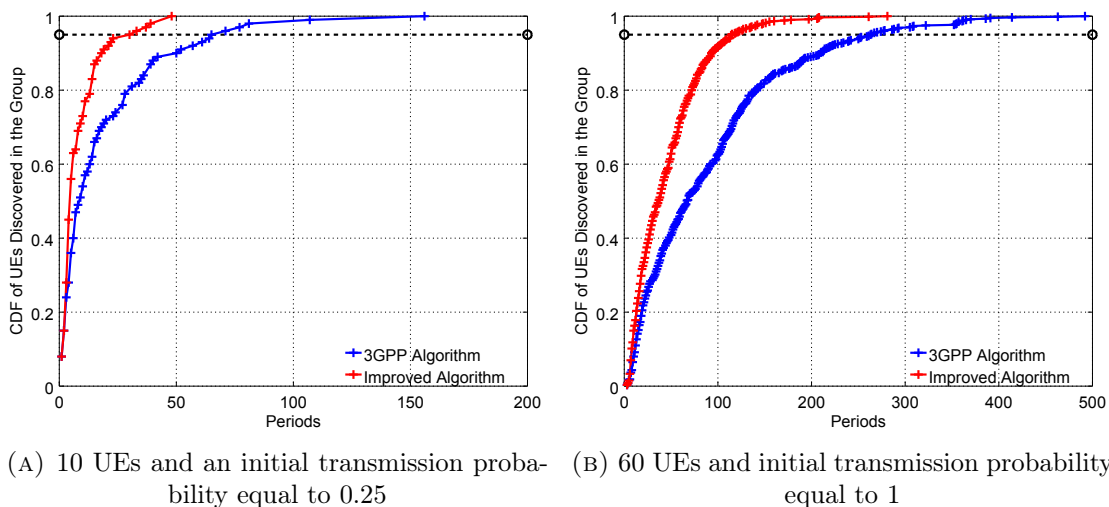 CDF of UEs Discovered in the Group
1
0.8
0.6
0.4
0.2
0
0 50 100 150 200
Periods
3GPP Algorithm
Improved Algorithm
(A) 10 UEs and an initial transmission proba-
bility equal to 0.25
CDF of UEs Discovered in the Group
1
0.8
0.6
0.4
0.2
0
0 100 200 300 400 500
Periods
3GPP Algorithm
Improved Algorithm
(B) 60 UEs and initial transmission probability
equal to 1